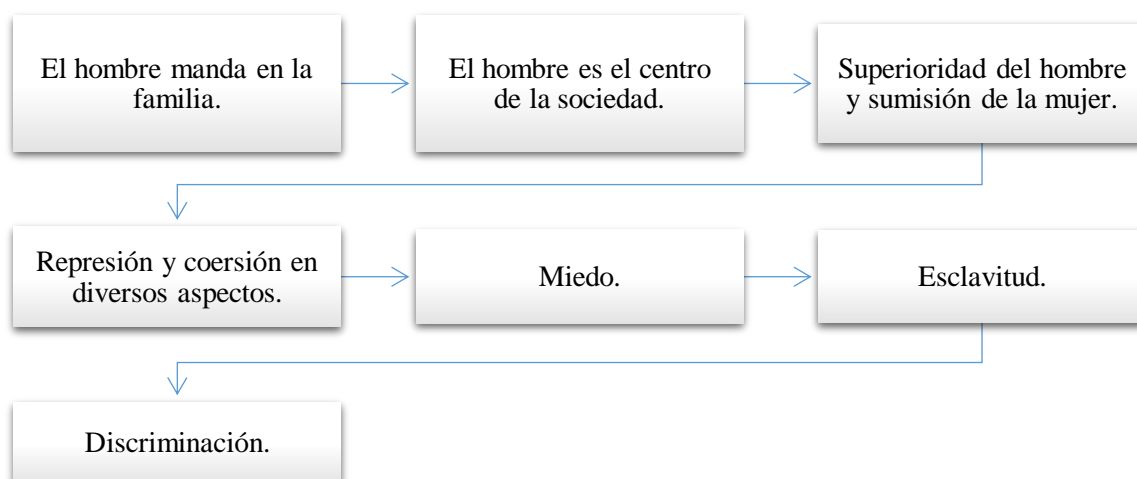 El hombre manda en la
familia.
El hombre es el centro
de la sociedad.
Superioridad del hombre
y sumisión de la mujer.
Represión y coersión en
diversos aspectos.
Miedo.
Esclavitud.
Discriminación.